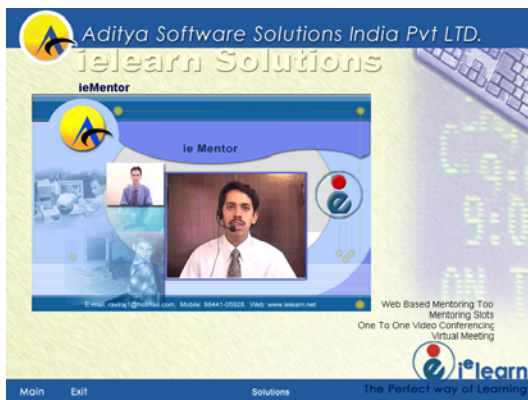 Aditya Software Solutions India Pvt LTD.
ielearn Solutions
ieMentor
ie Mentor
E-mail: raviraj1@hotmail.com, Mobile: 98441-05928, Web: www.ielearn.net
Web Based Mentoring Too
Mentoring Slots
One To One Video Conferencing
Virtual Meeting
ielearn
The Perfect way of Learning
Main Exit Solutions